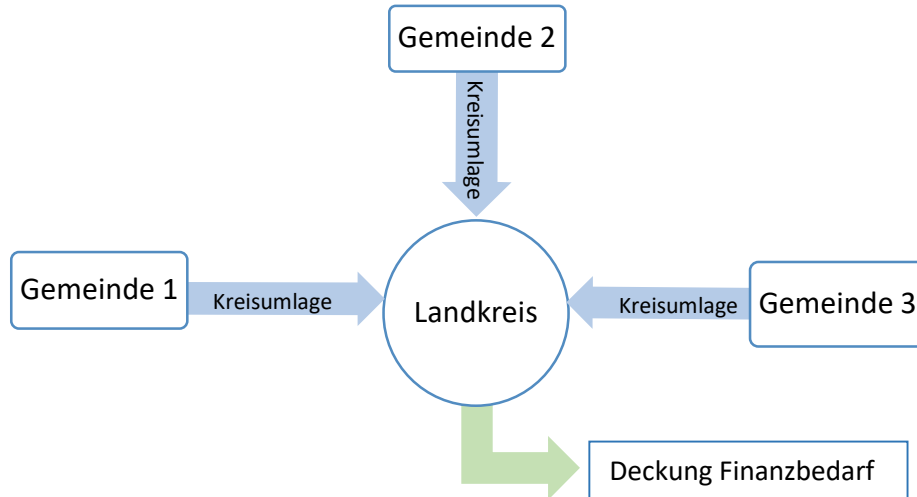 Gemeinde 2
Kreisumlage
Gemeinde 1
Kreisumlage
Landkreis
Kreisumlage
Gemeinde 3
Deckung Finanzbedarf